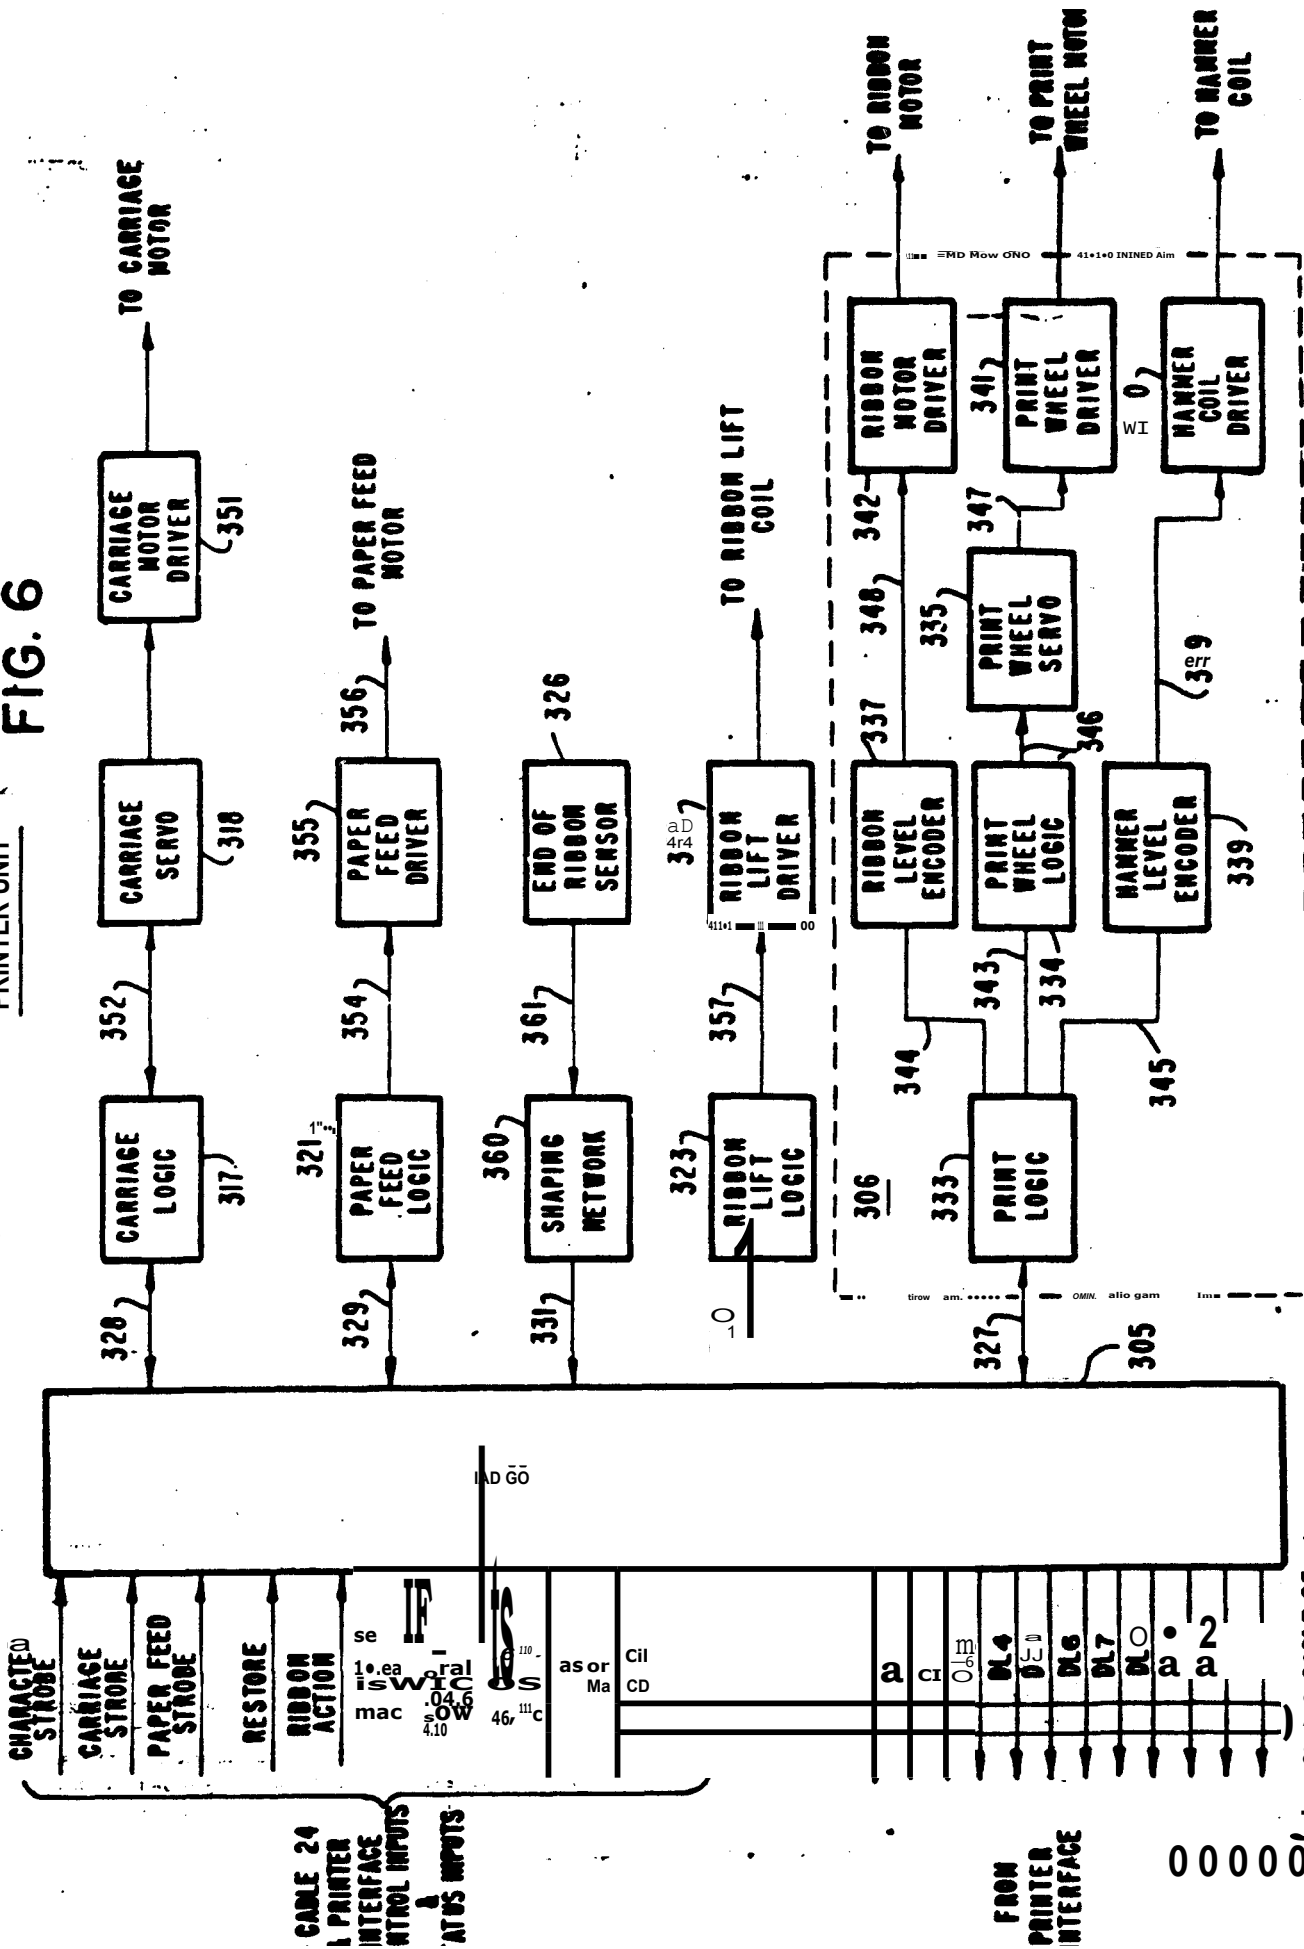 FIG. 6
PRINTER UNIT
TO CARRIAGE
MOTOR
CARRIAGE
MOTOR
DRIVER
351
CARRIAGE
SERVO
318
352
CARRIAGE
LOGIC
317
328
TO PAPER FEED
MOTOR
356
PAPER
FEED
DRIVER
355
354
PAPER
FEED
LOGIC
321
329
326
END OF
RIBBON
SENSOR
361
SHAPING
NETWORK
360
331
TO RIBBON LIFT
COIL
RIBBON
LIFT
DRIVER
357
RIBBON
LIFT
LOGIC
323
TO RIBBON
MOTOR
TO PRINT
WHEEL MOTOR
TO HAMMER
COIL
RIBBON
MOTOR
DRIVER
342
PRINT
WHEEL
DRIVER
341
HAMMER
COIL
DRIVER
348
347
PRINT
WHEEL
SERVO
335
346
RIBBON
LEVEL
ENCODER
337
PRINT
WHEEL
LOGIC
334
HAMMER
LEVEL
ENCODER
339
343
344
345
306
PRINT
LOGIC
333
327
305
CHARACTER
STROBE
CARRIAGE
STROBE
PAPER FEED
STROBE
RESTORE
RIBBON
ACTION
DL4
DL6
DL7
CABLE 24
PRINTER
INTERFACE
CONTROL INPUTS
&
STATUS INPUTS
FROM
PRINTER
INTERFACE
00000